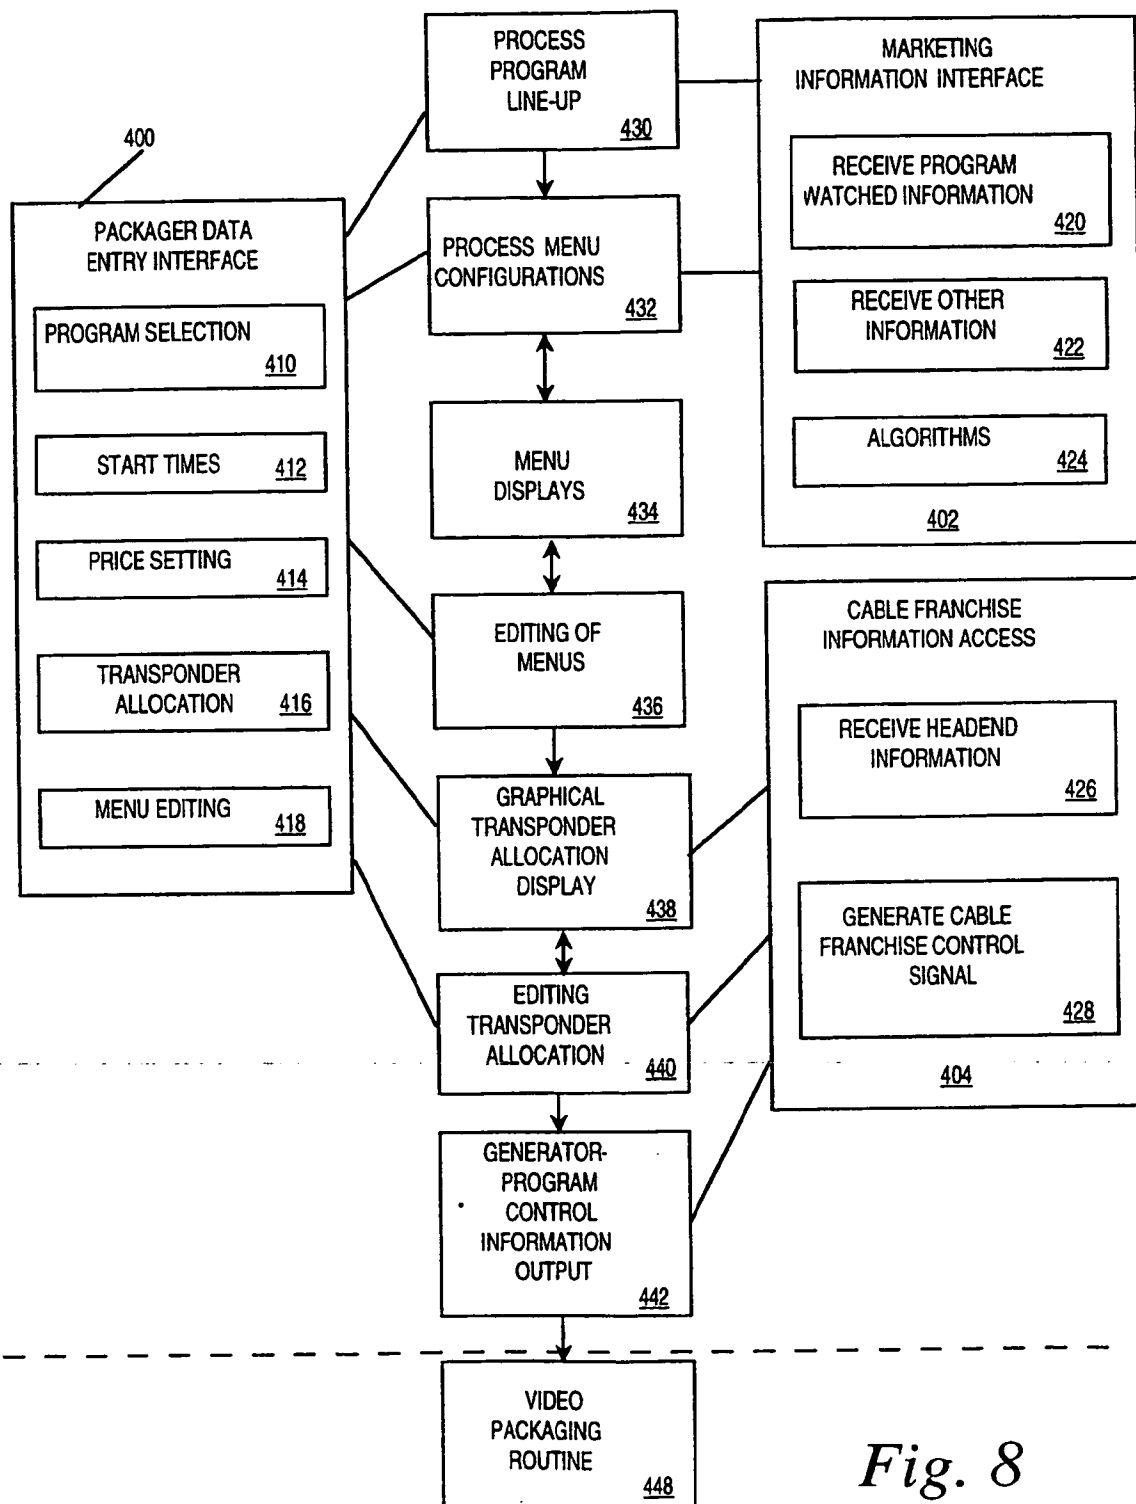 PROCESS
PROGRAM
LINE-UP
430
MARKETING
INFORMATION INTERFACE
RECEIVE PROGRAM
WATCHED INFORMATION
420
RECEIVE OTHER
INFORMATION
422
ALGORITHMS
424
402
400
PACKAGER DATA
ENTRY INTERFACE
PROGRAM SELECTION
410
START TIMES
412
PRICE SETTING
414
TRANSPONDER
ALLOCATION
416
MENU EDITING
418
PROCESS MENU
CONFIGURATIONS
432
MENU
DISPLAYS
434
EDITING OF
MENUS
436
GRAPHICAL
TRANSPONDER
ALLOCATION
DISPLAY
438
EDITING
TRANSPONDER
ALLOCATION
440
GENERATOR-
PROGRAM
CONTROL
INFORMATION
OUTPUT
442
CABLE FRANCHISE
INFORMATION ACCESS
RECEIVE HEADEND
INFORMATION
426
GENERATE CABLE
FRANCHISE CONTROL
SIGNAL
428
404
VIDEO
PACKAGING
ROUTINE
448
Fig. 8